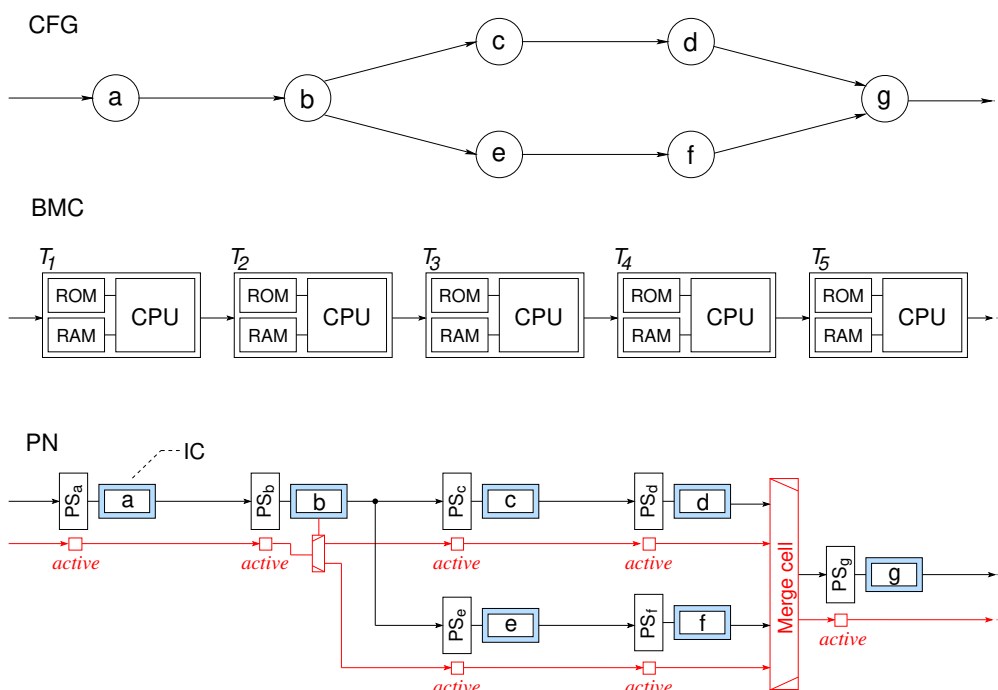 CFG
c
d
a
b
g
e
f
BMC
T1 T2 T3 T4 T5
ROM CPU ROM CPU ROM CPU ROM CPU ROM CPU
RAM RAM RAM RAM RAM
PN
IC
PSa a PSb b PSc c PSd d
active active active active
PSg g
active
PSe e PSf f
active active
Merge cell